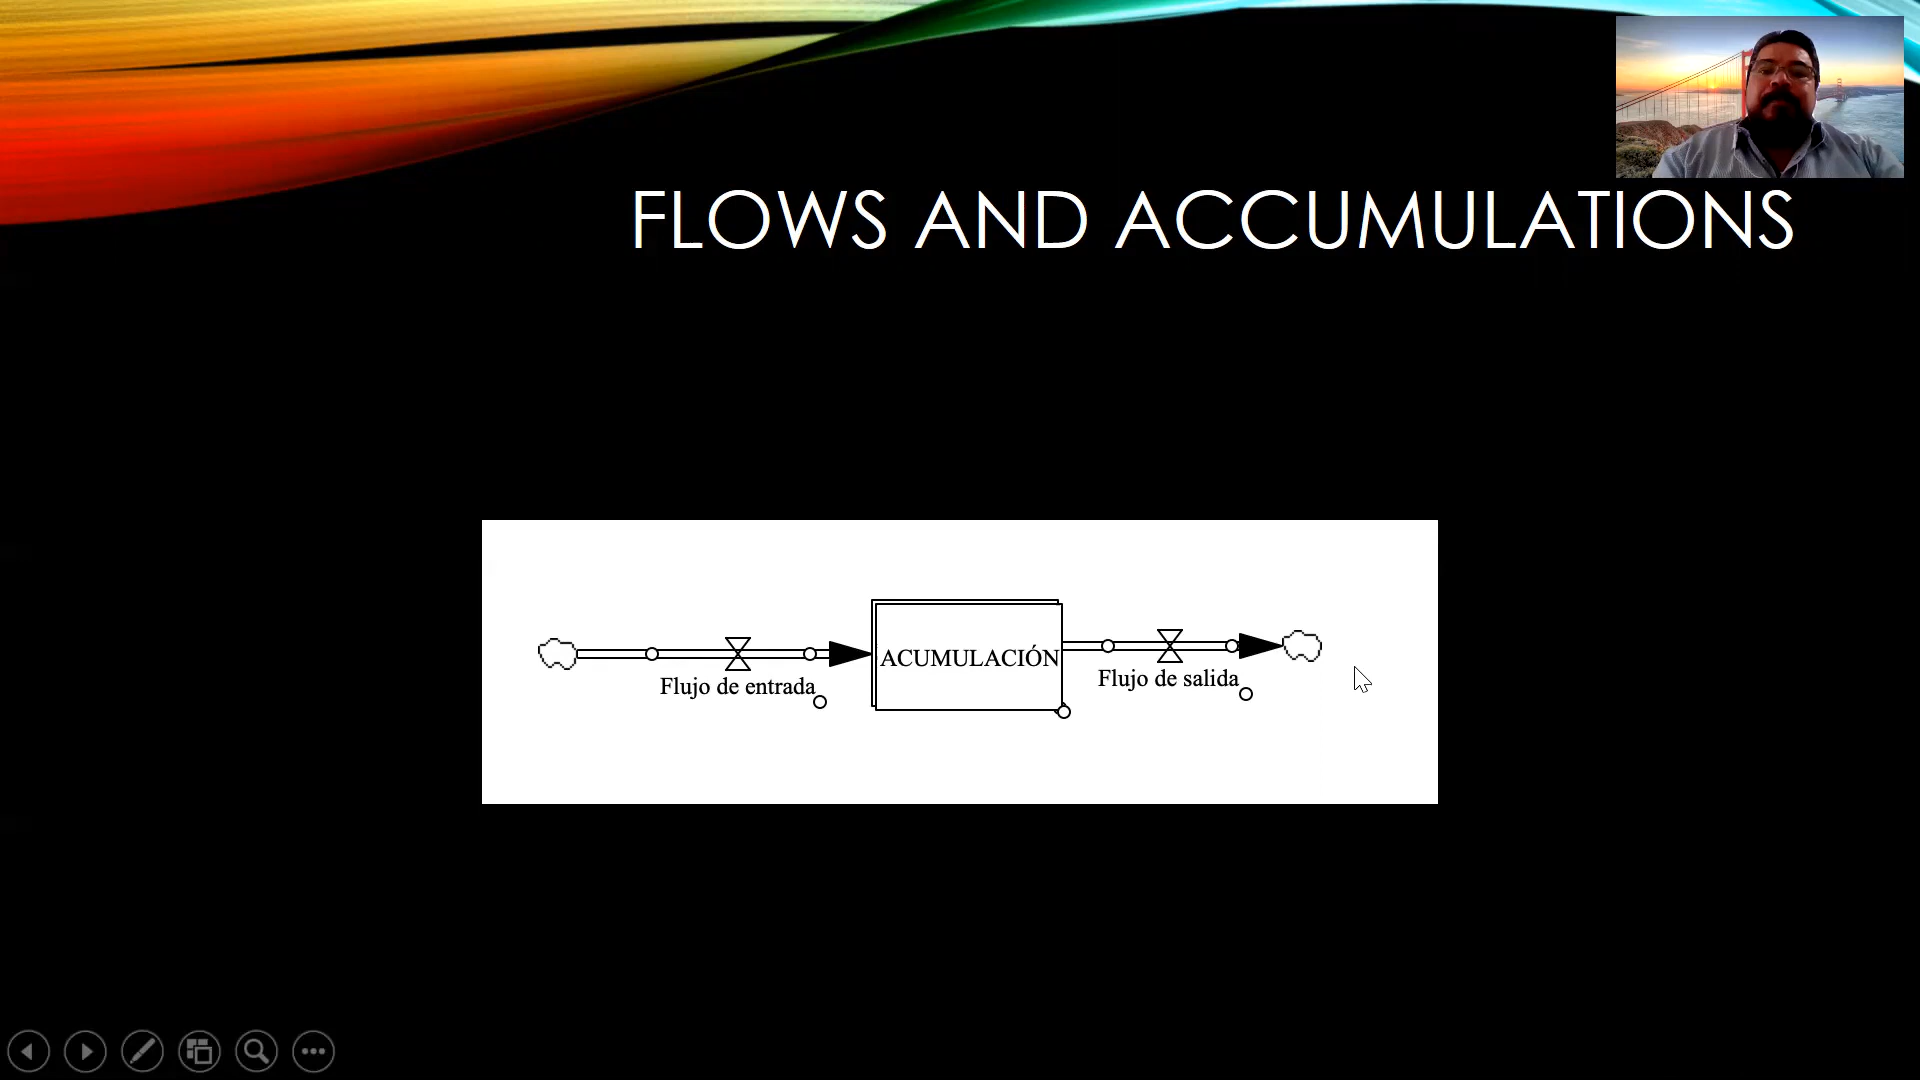 FLOWS AND ACCUMULATIONS
ACUMULACIÓN
Flujo de entrada
Flujo de salida